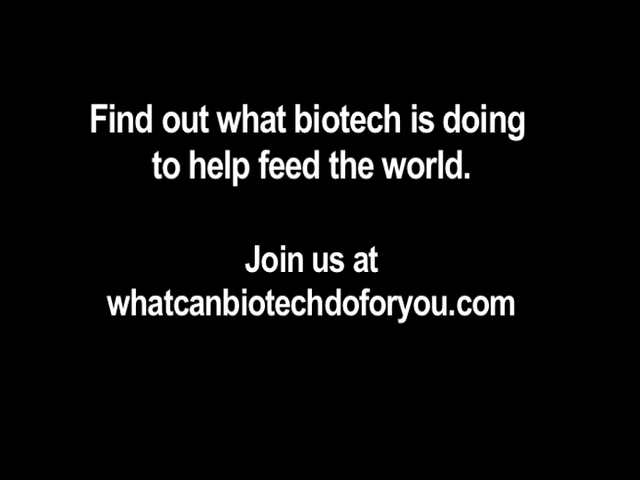 Find out what biotech is doing
to help feed the world.
Join us at
whatcanbiotechdoforyou.com